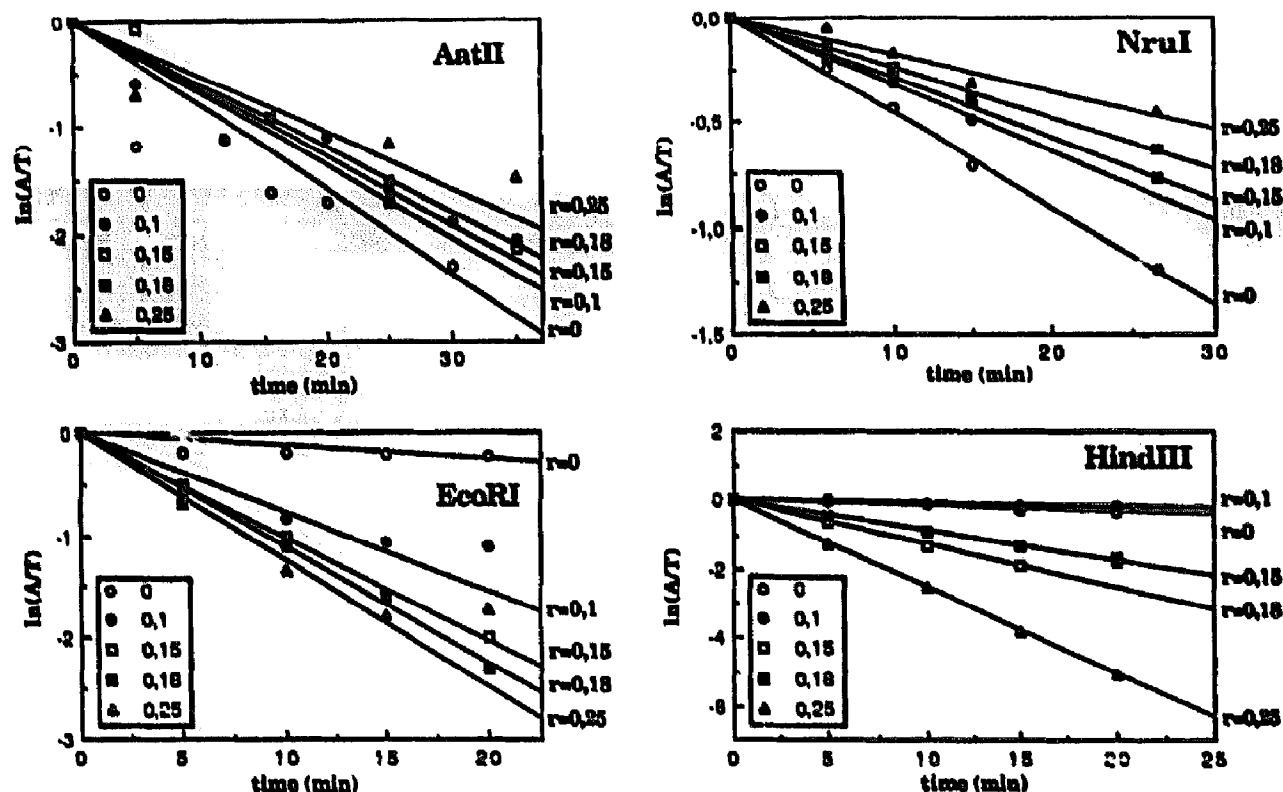 AatII
ln(A/T)
0
-1
-2
-3
0
0,1
0,15
0,18
0,25
r=0,25
r=0,18
r=0,15
r=0,1
r=0
0 10 20 30
time (min)
NruI
ln(A/T)
0,0
-0,5
-1,0
-1,5
0
0,1
0,15
0,18
0,25
r=0,25
r=0,18
r=0,15
r=0,1
r=0
0 10 20 30
time (min)
EcoRI
ln(A/T)
0
-1
-2
-3
0
0,1
0,15
0,18
0,25
r=0
r=0,1
r=0,15
r=0,18
r=0,25
0 5 10 15 20
time (min)
HindIII
ln(A/T)
2
0
-2
-4
-6
0
0,1
0,15
0,18
0,25
r=0,1
r=0
r=0,15
r=0,18
r=0,25
0 5 10 15 20 25
time (min)